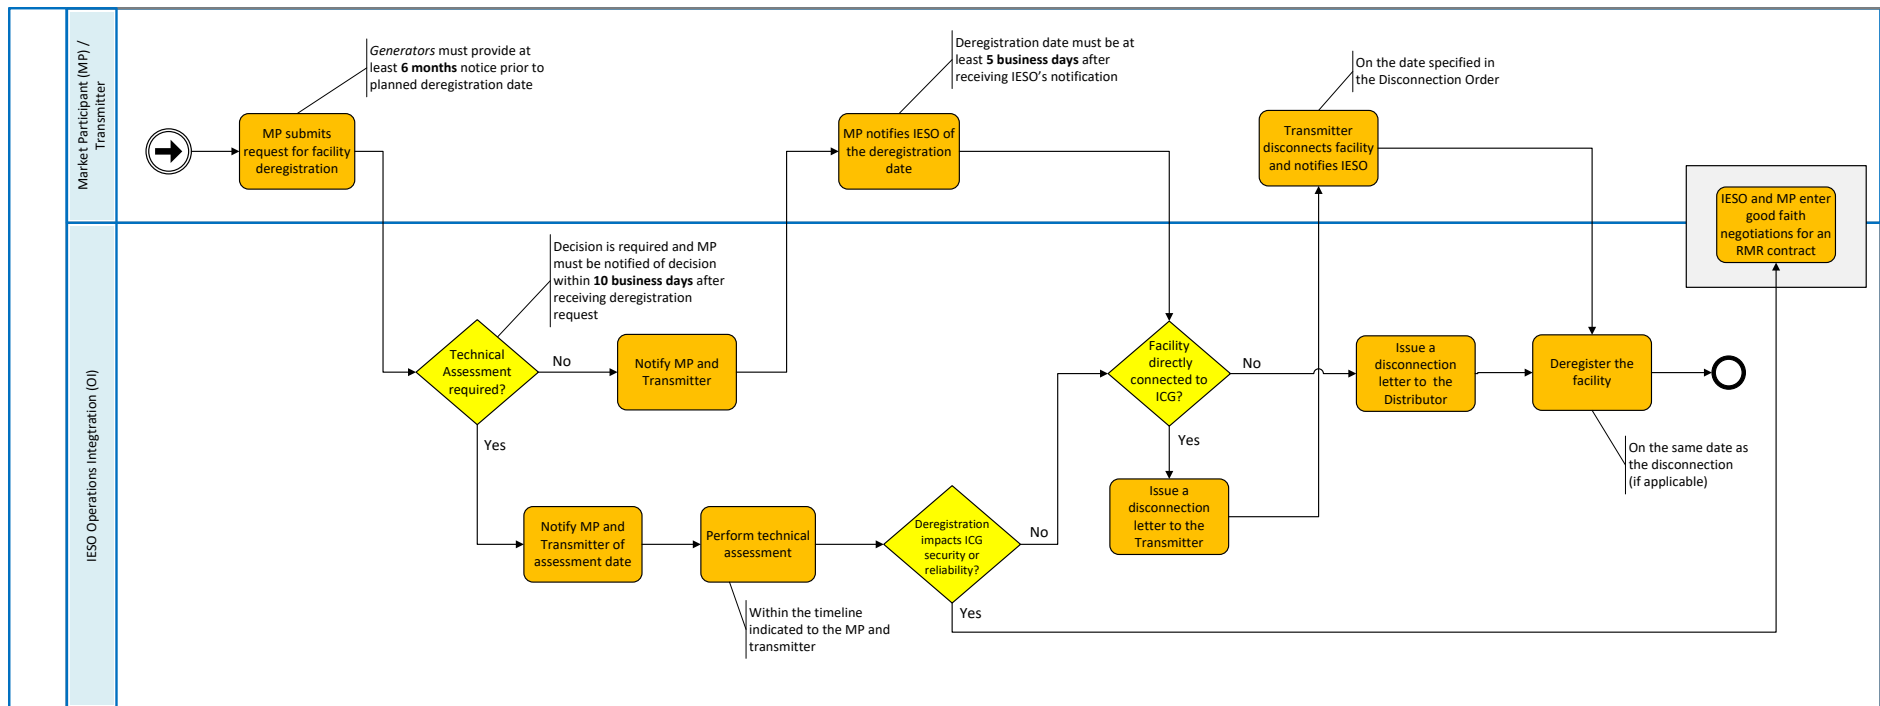 Market Participant (MP) /
Transmitter
MP submits
request for facility
deregistration
Generators must provide at
least 6 months notice prior to
planned deregistration date
MP notifies IESO of
the deregistration
date
Deregistration date must be at
least 5 business days after
receiving IESO's notification
Transmitter
disconnects facility
and notifies IESO
On the date specified in
the Disconnection Order
IESO and MP enter
good faith
negotiations for an
RMR contract
IESO Operations Integtration (OI)
Decision is required and MP
must be notified of decision
within 10 business days after
receiving deregistration
request
Technical
Assessment
required?
No
Yes
Notify MP and
Transmitter
Notify MP and
Transmitter of
assessment date
Perform technical
assessment
Within the timeline
indicated to the MP and
transmitter
Deregistration
impacts ICG
security or
reliability?
No
Yes
Facility
directly
connected to
ICG?
No
Yes
Issue a
disconnection
letter to the
Transmitter
Issue a
disconnection
letter to  the
Distributor
Deregister the
facility
On the same date as
the disconnection
(if applicable)